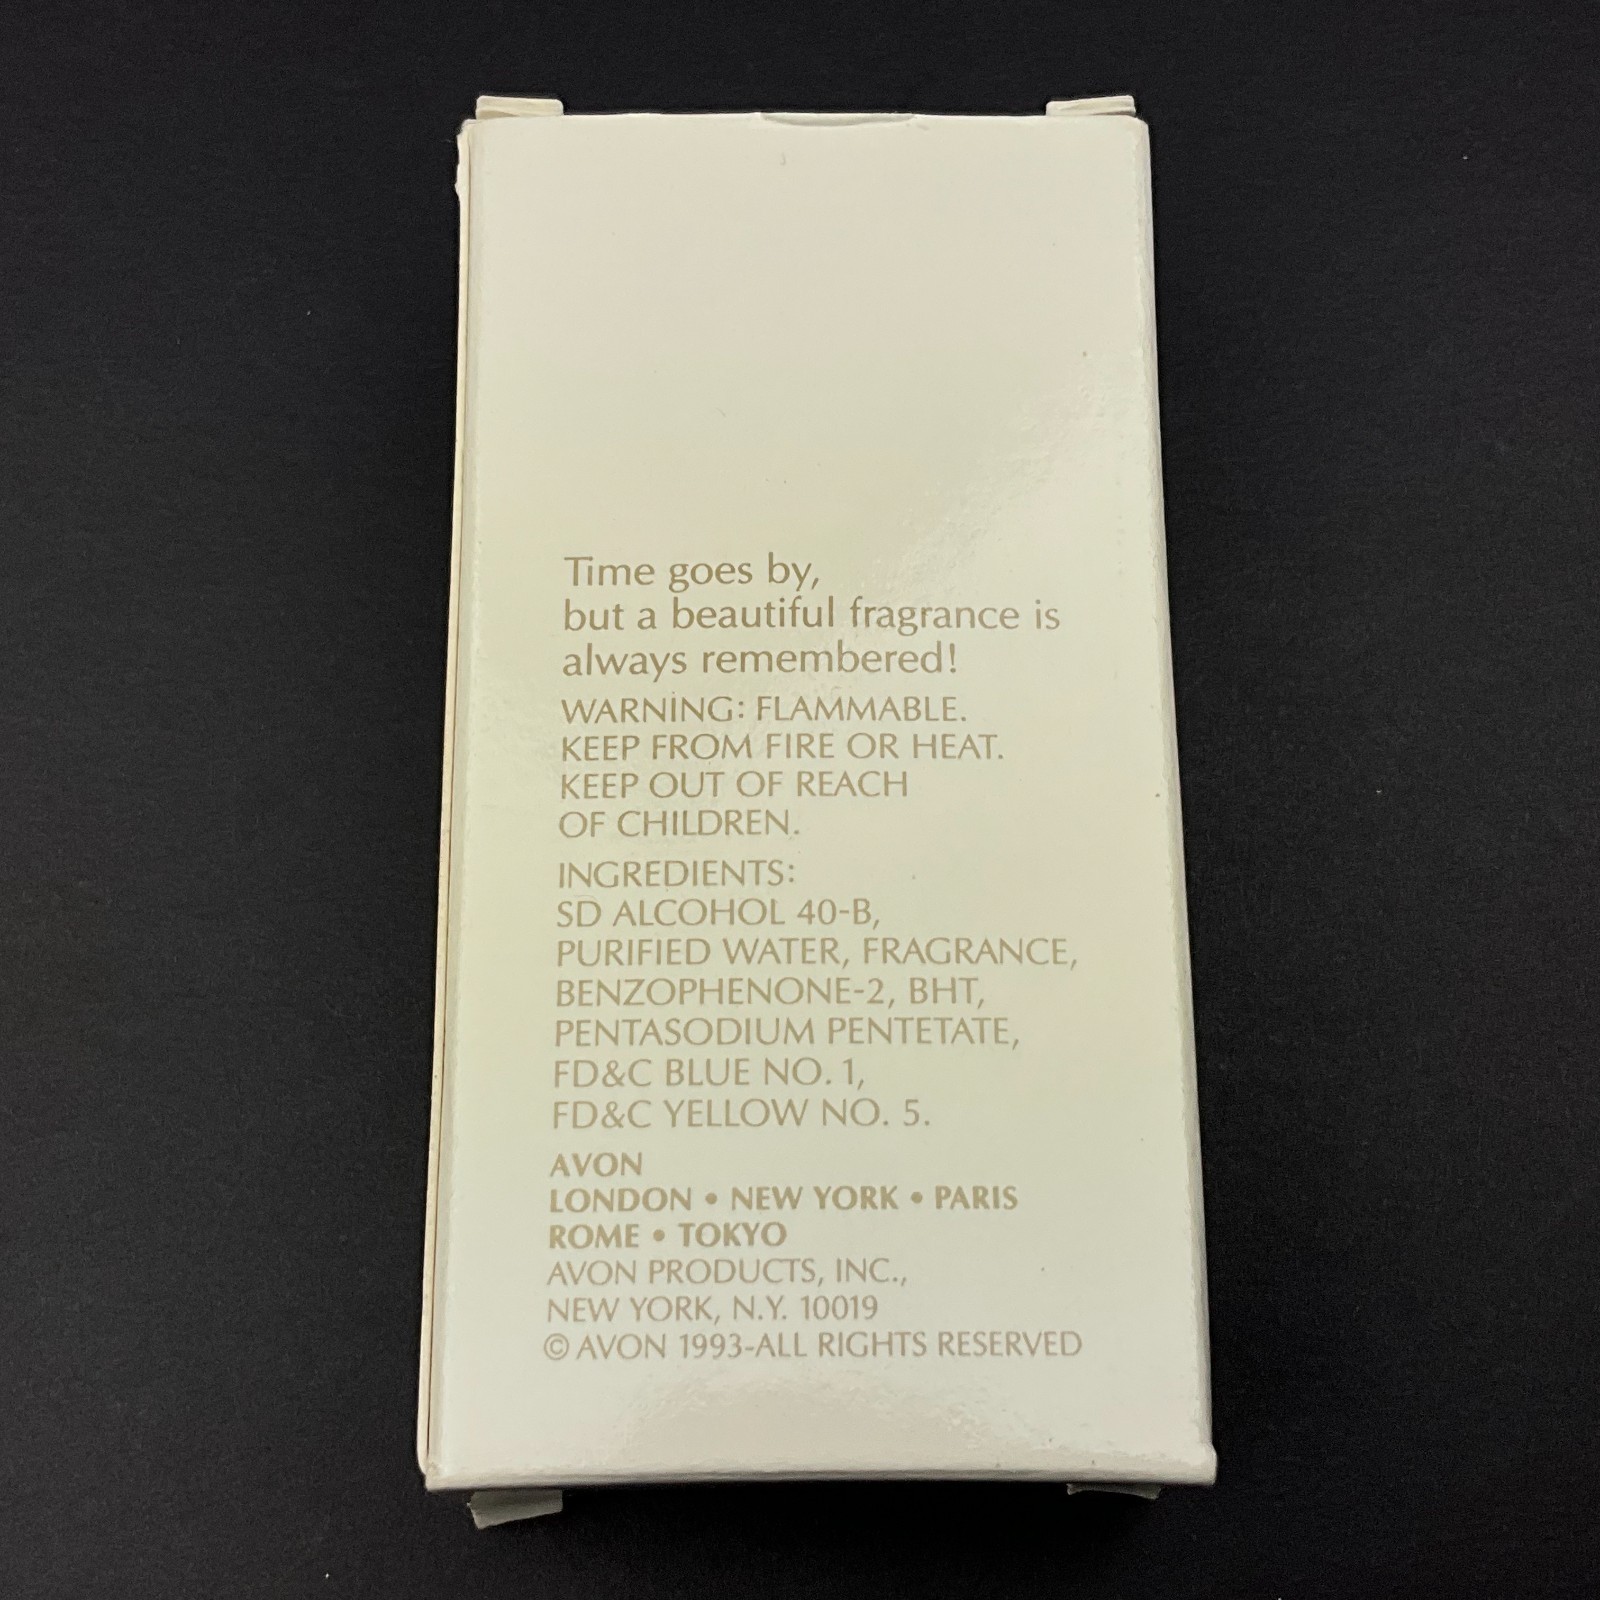 Time goes by,
but a beautiful fragrance is
always remembered!
WARNING: FLAMMABLE.
KEEP FROM FIRE OR HEAT.
KEEP OUT OF REACH
OF CHILDREN.
INGREDIENTS:
SD ALCOHOL 40-B,
PURIFIED WATER, FRAGRANCE,
BENZOPHENONE-2, BHT,
PENTASODIUM PENTETATE,
FD&C BLUE NO. 1,
FD&C YELLOW NO. 5.
AVON
LONDON • NEW YORK • PARIS
ROME • TOKYO
AVON PRODUCTS, INC.,
NEW YORK, N.Y. 10019
© AVON 1993-ALL RIGHTS RESERVED